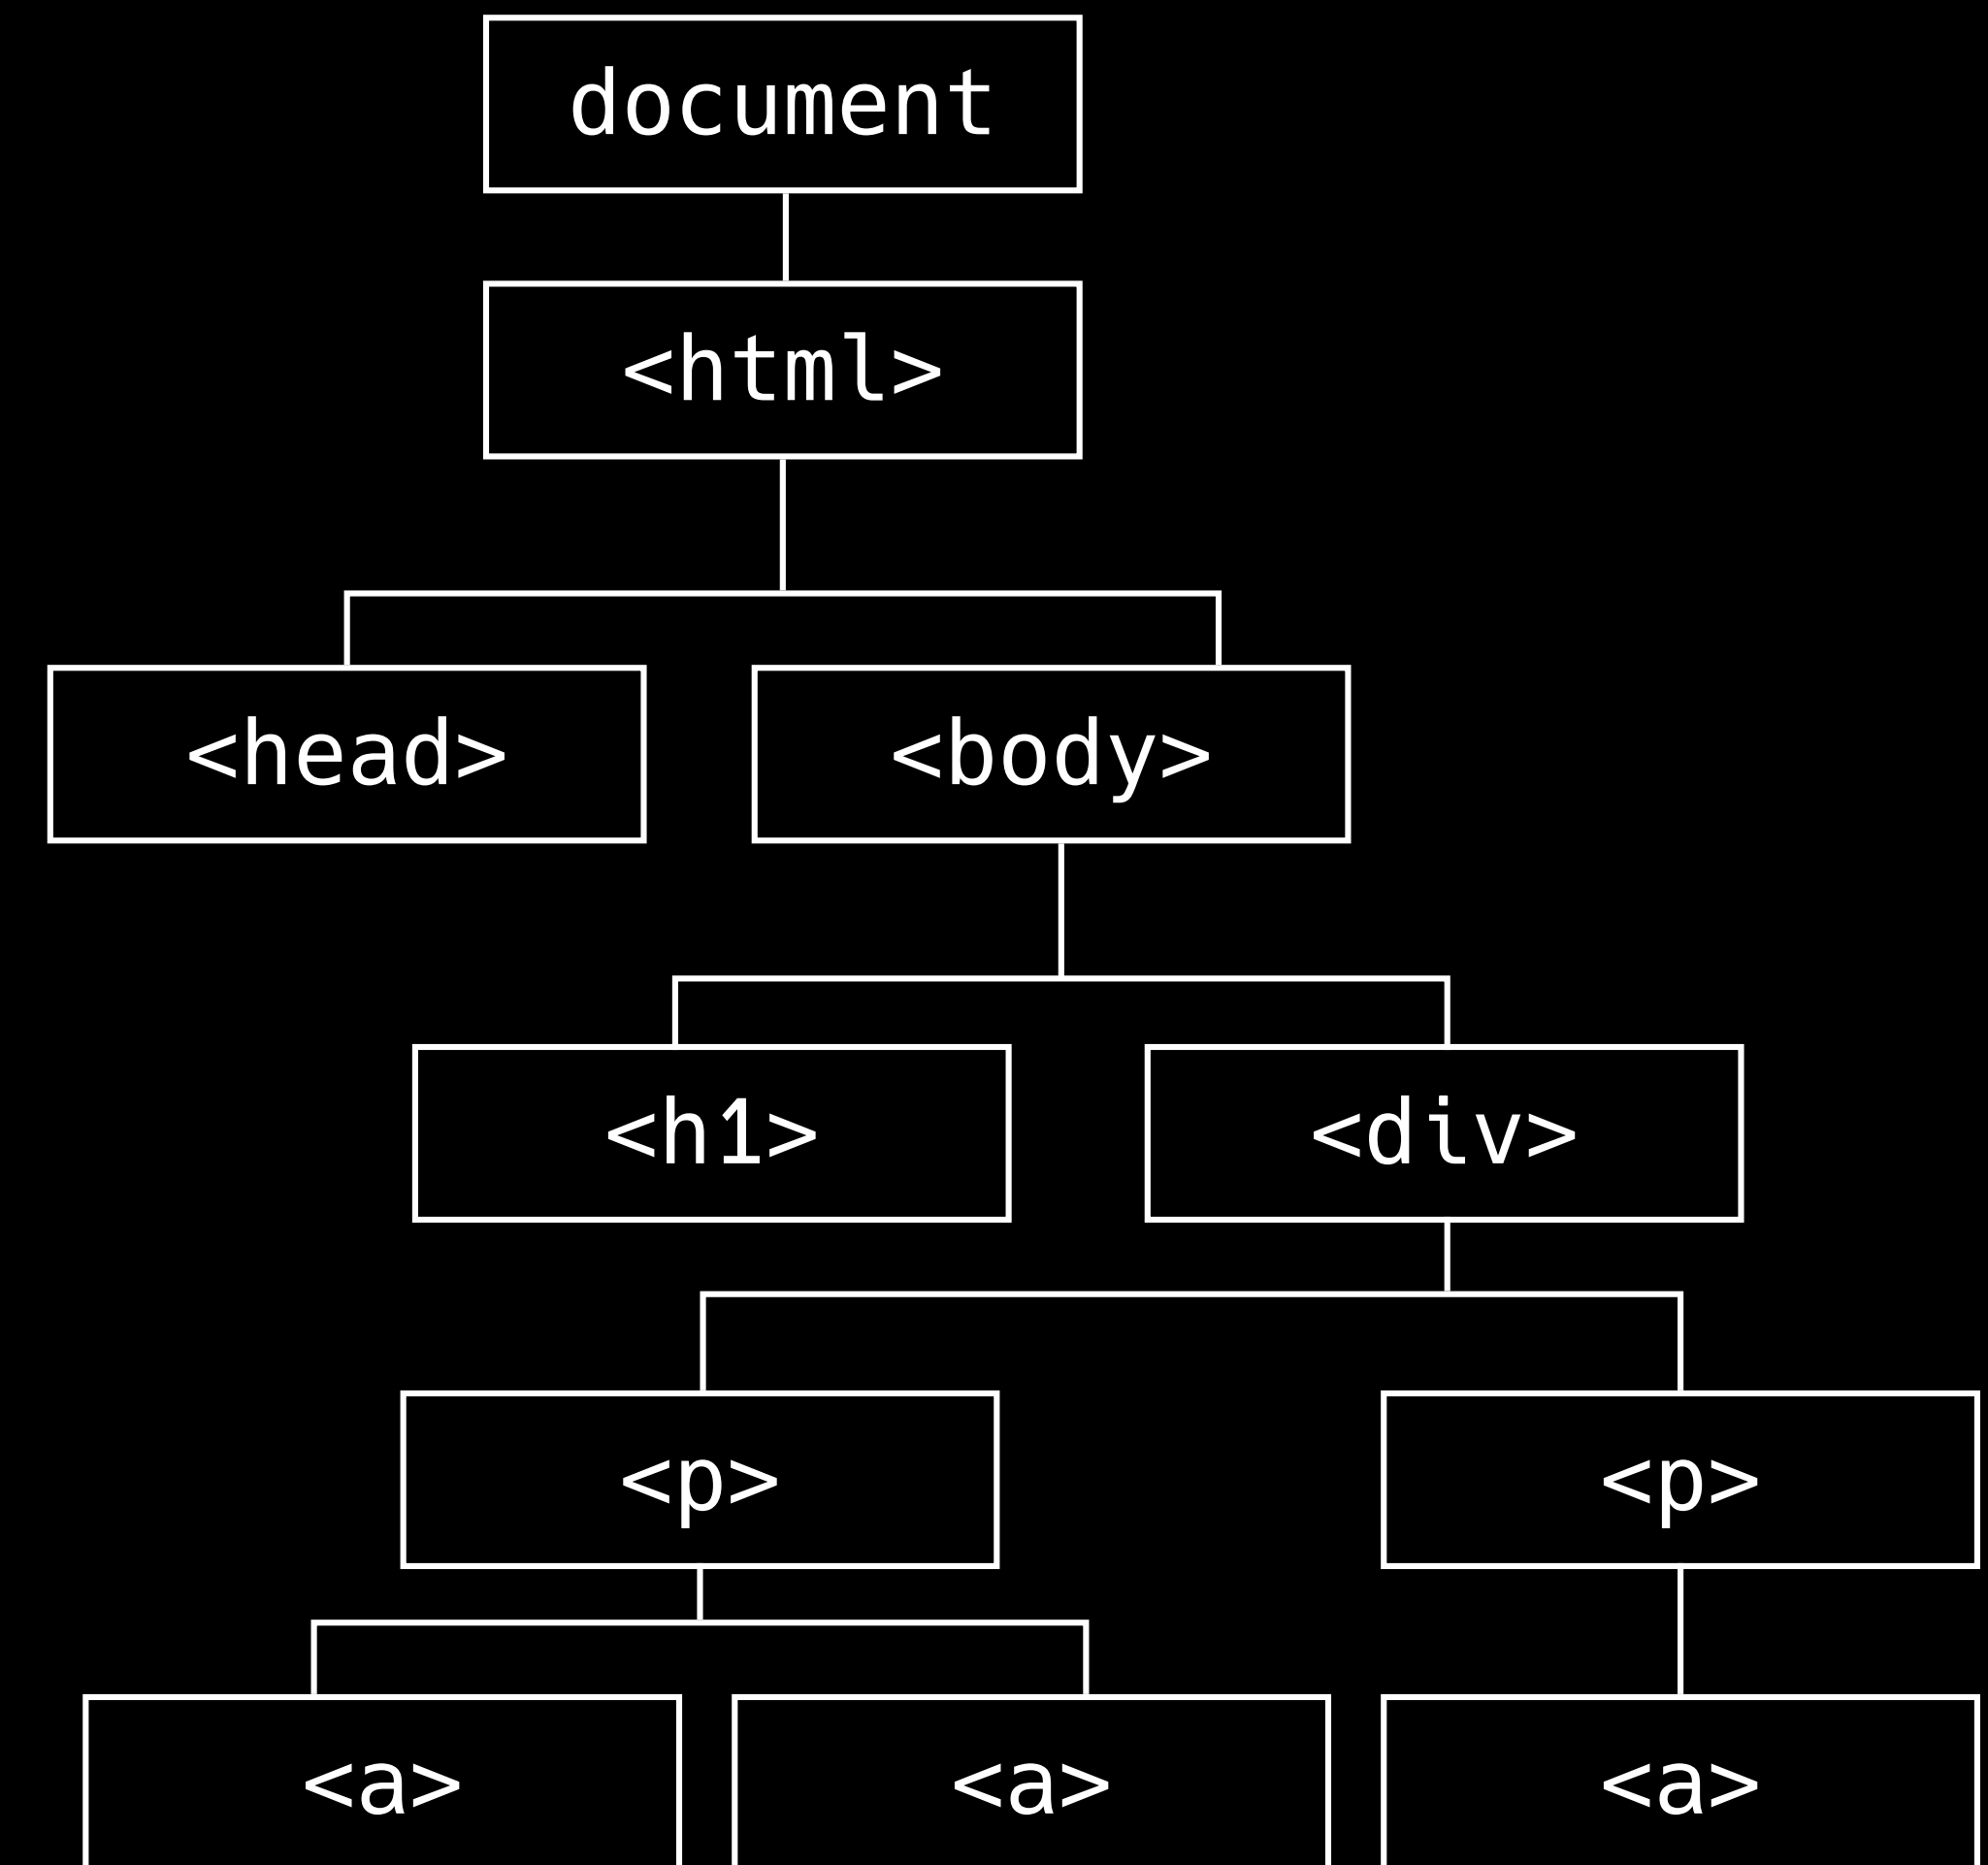 document
<html>
<head>
<body>
<h1>
<div>
<p>
<p>
<a>
<a>
<a>